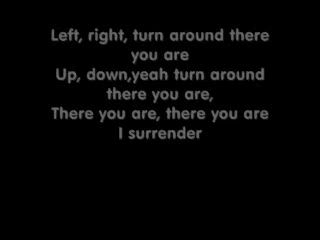 Left, right, turn around there
you are
Up, down,yeah turn around
there you are,
There you are, there you are
I surrender